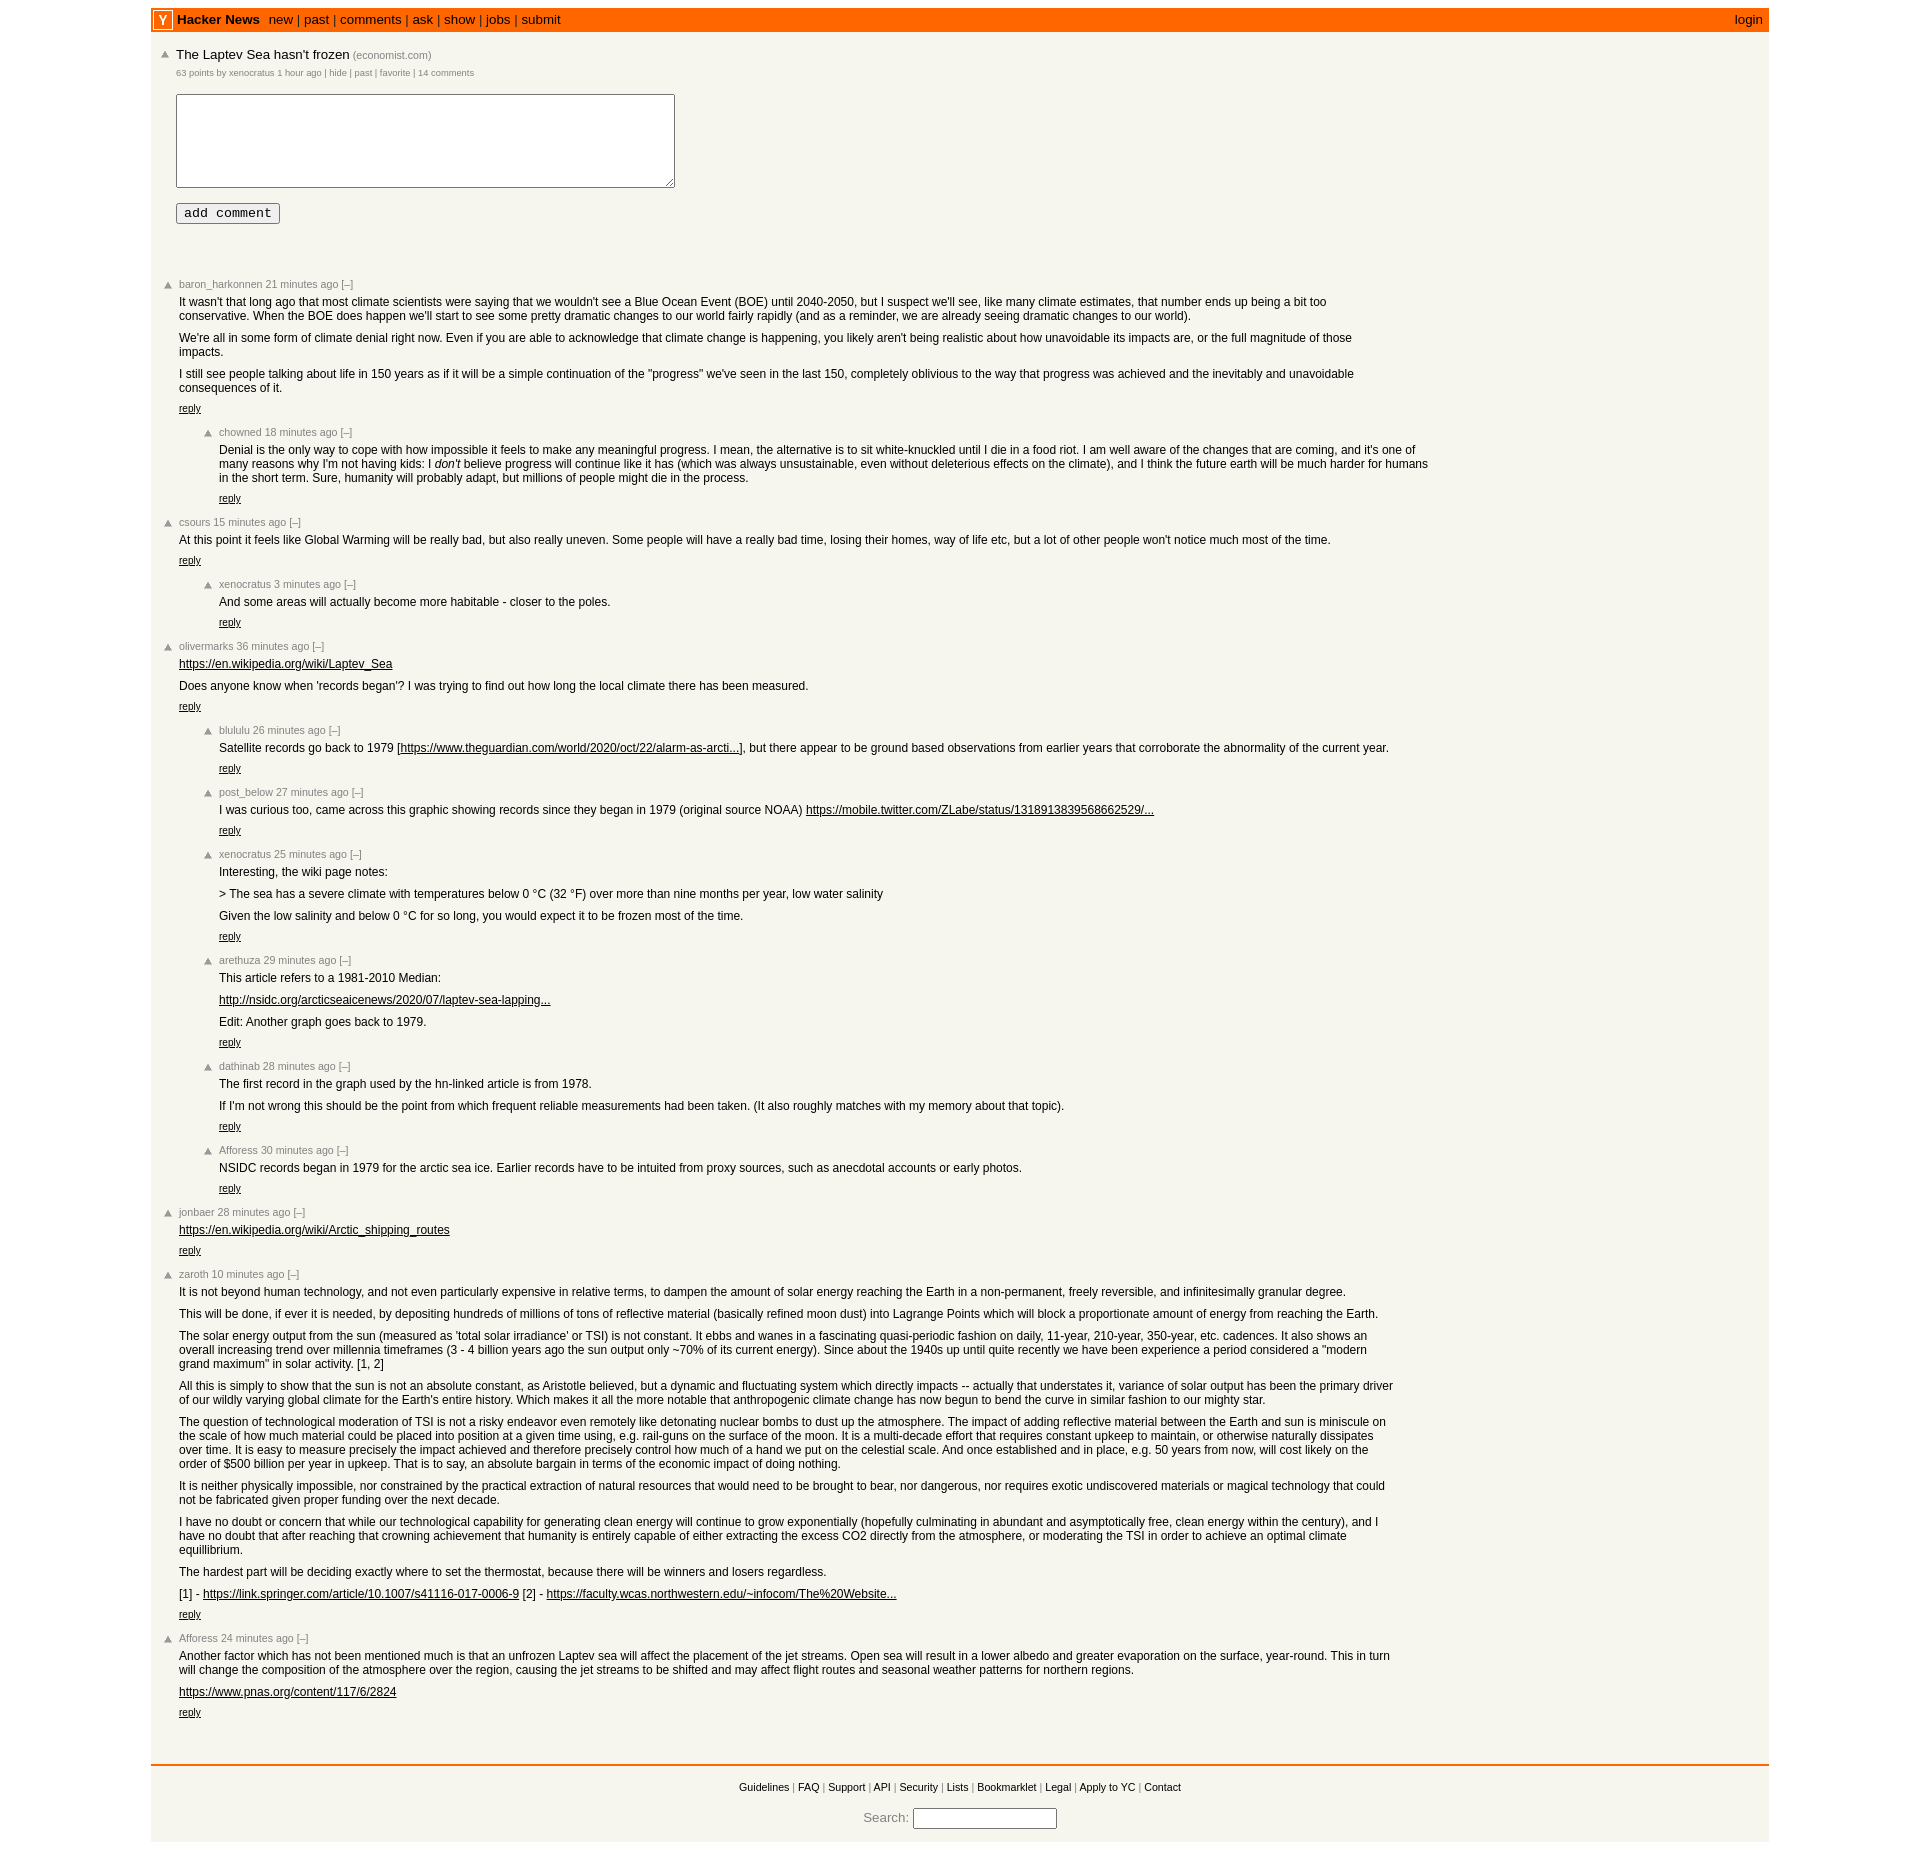 Y Hacker News new | past | comments | ask | show | jobs | submit login
The Laptev Sea hasn't frozen (economist.com)
63 points by xenocratus 1 hour ago | hide | past | favorite | 14 comments
add comment
baron_harkonnen 21 minutes ago [–]
It wasn't that long ago that most climate scientists were saying that we wouldn't see a Blue Ocean Event (BOE) until 2040-2050, but I suspect we'll see, like many climate estimates, that number ends up being a bit too
conservative. When the BOE does happen we'll start to see some pretty dramatic changes to our world fairly rapidly (and as a reminder, we are already seeing dramatic changes to our world).
We're all in some form of climate denial right now. Even if you are able to acknowledge that climate change is happening, you likely aren't being realistic about how unavoidable its impacts are, or the full magnitude of those
impacts.
I still see people talking about life in 150 years as if it will be a simple continuation of the "progress" we've seen in the last 150, completely oblivious to the way that progress was achieved and the inevitably and unavoidable
consequences of it.
reply
chowned 18 minutes ago [–]
Denial is the only way to cope with how impossible it feels to make any meaningful progress. I mean, the alternative is to sit white-knuckled until I die in a food riot. I am well aware of the changes that are coming, and it's one of
many reasons why I'm not having kids: I don't believe progress will continue like it has (which was always unsustainable, even without deleterious effects on the climate), and I think the future earth will be much harder for humans
in the short term. Sure, humanity will probably adapt, but millions of people might die in the process.
reply
csours 15 minutes ago [–]
At this point it feels like Global Warming will be really bad, but also really uneven. Some people will have a really bad time, losing their homes, way of life etc, but a lot of other people won't notice much most of the time.
reply
xenocratus 3 minutes ago [–]
And some areas will actually become more habitable - closer to the poles.
reply
olivermarks 36 minutes ago [–]
https://en.wikipedia.org/wiki/Laptev_Sea
Does anyone know when 'records began'? I was trying to find out how long the local climate there has been measured.
reply
blululu 26 minutes ago [–]
Satellite records go back to 1979 [https://www.theguardian.com/world/2020/oct/22/alarm-as-arcti...], but there appear to be ground based observations from earlier years that corroborate the abnormality of the current year.
reply
post_below 27 minutes ago [–]
I was curious too, came across this graphic showing records since they began in 1979 (original source NOAA) https://mobile.twitter.com/ZLabe/status/1318913839568662529/...
reply
xenocratus 25 minutes ago [–]
Interesting, the wiki page notes:
> The sea has a severe climate with temperatures below 0 °C (32 °F) over more than nine months per year, low water salinity
Given the low salinity and below 0 °C for so long, you would expect it to be frozen most of the time.
reply
arethuza 29 minutes ago [–]
This article refers to a 1981-2010 Median:
http://nsidc.org/arcticseaicenews/2020/07/laptev-sea-lapping...
Edit: Another graph goes back to 1979.
reply
dathinab 28 minutes ago [–]
The first record in the graph used by the hn-linked article is from 1978.
If I'm not wrong this should be the point from which frequent reliable measurements had been taken. (It also roughly matches with my memory about that topic).
reply
Afforess 30 minutes ago [–]
NSIDC records began in 1979 for the arctic sea ice. Earlier records have to be intuited from proxy sources, such as anecdotal accounts or early photos.
reply
jonbaer 28 minutes ago [–]
https://en.wikipedia.org/wiki/Arctic_shipping_routes
reply
zaroth 10 minutes ago [–]
It is not beyond human technology, and not even particularly expensive in relative terms, to dampen the amount of solar energy reaching the Earth in a non-permanent, freely reversible, and infinitesimally granular degree.
This will be done, if ever it is needed, by depositing hundreds of millions of tons of reflective material (basically refined moon dust) into Lagrange Points which will block a proportionate amount of energy from reaching the Earth.
The solar energy output from the sun (measured as 'total solar irradiance' or TSI) is not constant. It ebbs and wanes in a fascinating quasi-periodic fashion on daily, 11-year, 210-year, 350-year, etc. cadences. It also shows an
overall increasing trend over millennia timeframes (3 - 4 billion years ago the sun output only ~70% of its current energy). Since about the 1940s up until quite recently we have been experience a period considered a "modern
grand maximum" in solar activity. [1, 2]
All this is simply to show that the sun is not an absolute constant, as Aristotle believed, but a dynamic and fluctuating system which directly impacts -- actually that understates it, variance of solar output has been the primary driver
of our wildly varying global climate for the Earth's entire history. Which makes it all the more notable that anthropogenic climate change has now begun to bend the curve in similar fashion to our mighty star.
The question of technological moderation of TSI is not a risky endeavor even remotely like detonating nuclear bombs to dust up the atmosphere. The impact of adding reflective material between the Earth and sun is miniscule on
the scale of how much material could be placed into position at a given time using, e.g. rail-guns on the surface of the moon. It is a multi-decade effort that requires constant upkeep to maintain, or otherwise naturally dissipates
over time. It is easy to measure precisely the impact achieved and therefore precisely control how much of a hand we put on the celestial scale. And once established and in place, e.g. 50 years from now, will cost likely on the
order of $500 billion per year in upkeep. That is to say, an absolute bargain in terms of the economic impact of doing nothing.
It is neither physically impossible, nor constrained by the practical extraction of natural resources that would need to be brought to bear, nor dangerous, nor requires exotic undiscovered materials or magical technology that could
not be fabricated given proper funding over the next decade.
I have no doubt or concern that while our technological capability for generating clean energy will continue to grow exponentially (hopefully culminating in abundant and asymptotically free, clean energy within the century), and I
have no doubt that after reaching that crowning achievement that humanity is entirely capable of either extracting the excess CO2 directly from the atmosphere, or moderating the TSI in order to achieve an optimal climate
equillibrium.
The hardest part will be deciding exactly where to set the thermostat, because there will be winners and losers regardless.
[1] - https://link.springer.com/article/10.1007/s41116-017-0006-9 [2] - https://faculty.wcas.northwestern.edu/~infocom/The%20Website...
reply
Afforess 24 minutes ago [–]
Another factor which has not been mentioned much is that an unfrozen Laptev sea will affect the placement of the jet streams. Open sea will result in a lower albedo and greater evaporation on the surface, year-round. This in turn
will change the composition of the atmosphere over the region, causing the jet streams to be shifted and may affect flight routes and seasonal weather patterns for northern regions.
https://www.pnas.org/content/117/6/2824
reply
Guidelines | FAQ | Support | API | Security | Lists | Bookmarklet | Legal | Apply to YC | Contact
Search: